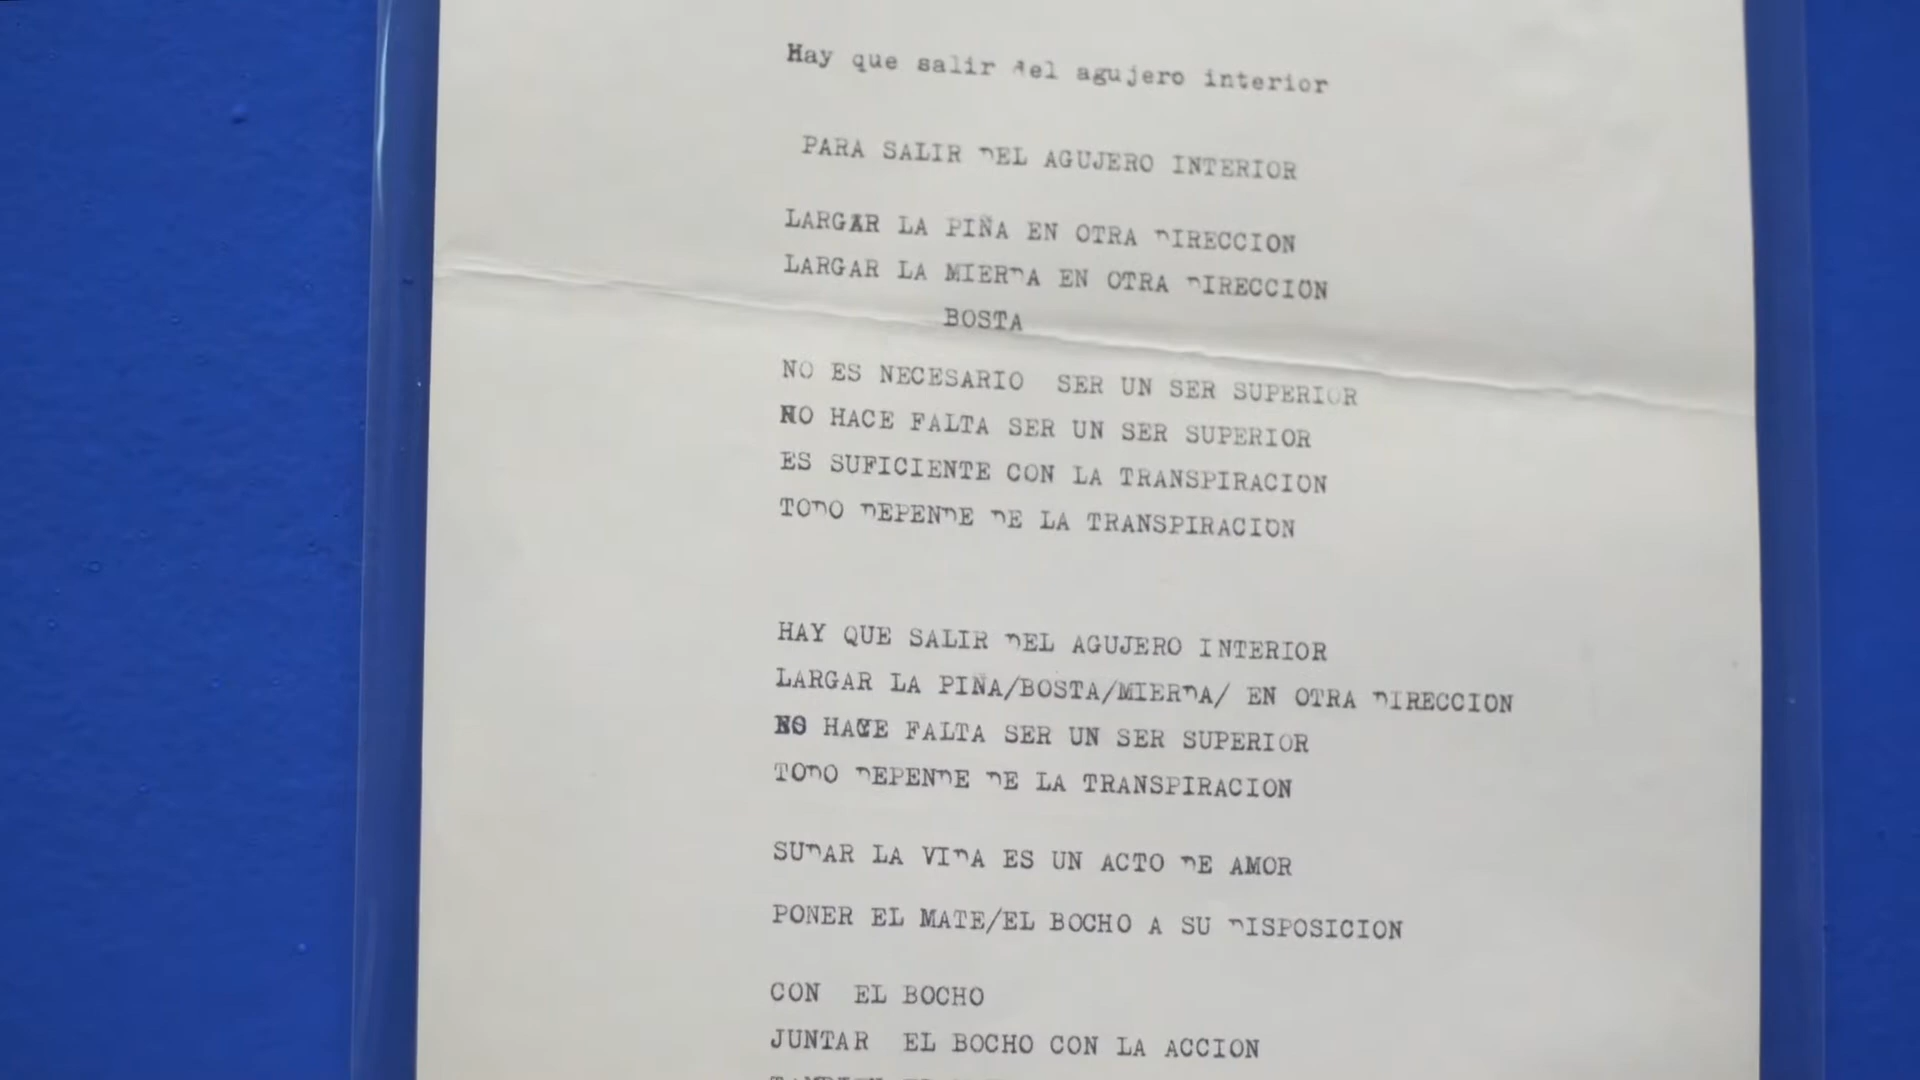 Hay que salir del agujero interior
PARA SALIR DEL AGUJERO INTERIOR
LARGAR LA PIÑA EN OTRA DIRECCION
LARGAR LA MIERDA EN OTRA DIRECCION
BOSTA
NO ES NECESARIO SER UN SER SUPERIOR
NO HACE FALTA SER UN SER SUPERIOR
ES SUFICIENTE CON LA TRANSPIRACION
TODO DEPENDE DE LA TRANSPIRACION
HAY QUE SALIR DEL AGUJERO INTERIOR
LARGAR LA PIÑA/BOSTA/MIERDA/ EN OTRA DIRECCION
NO HACE FALTA SER UN SER SUPERIOR
TODO DEPENDE DE LA TRANSPIRACION
SUDAR LA VIDA ES UN ACTO DE AMOR
PONER EL MATE/EL BOCHO A SU DISPOSICION
CON EL BOCHO
JUNTAR EL BOCHO CON LA ACCION